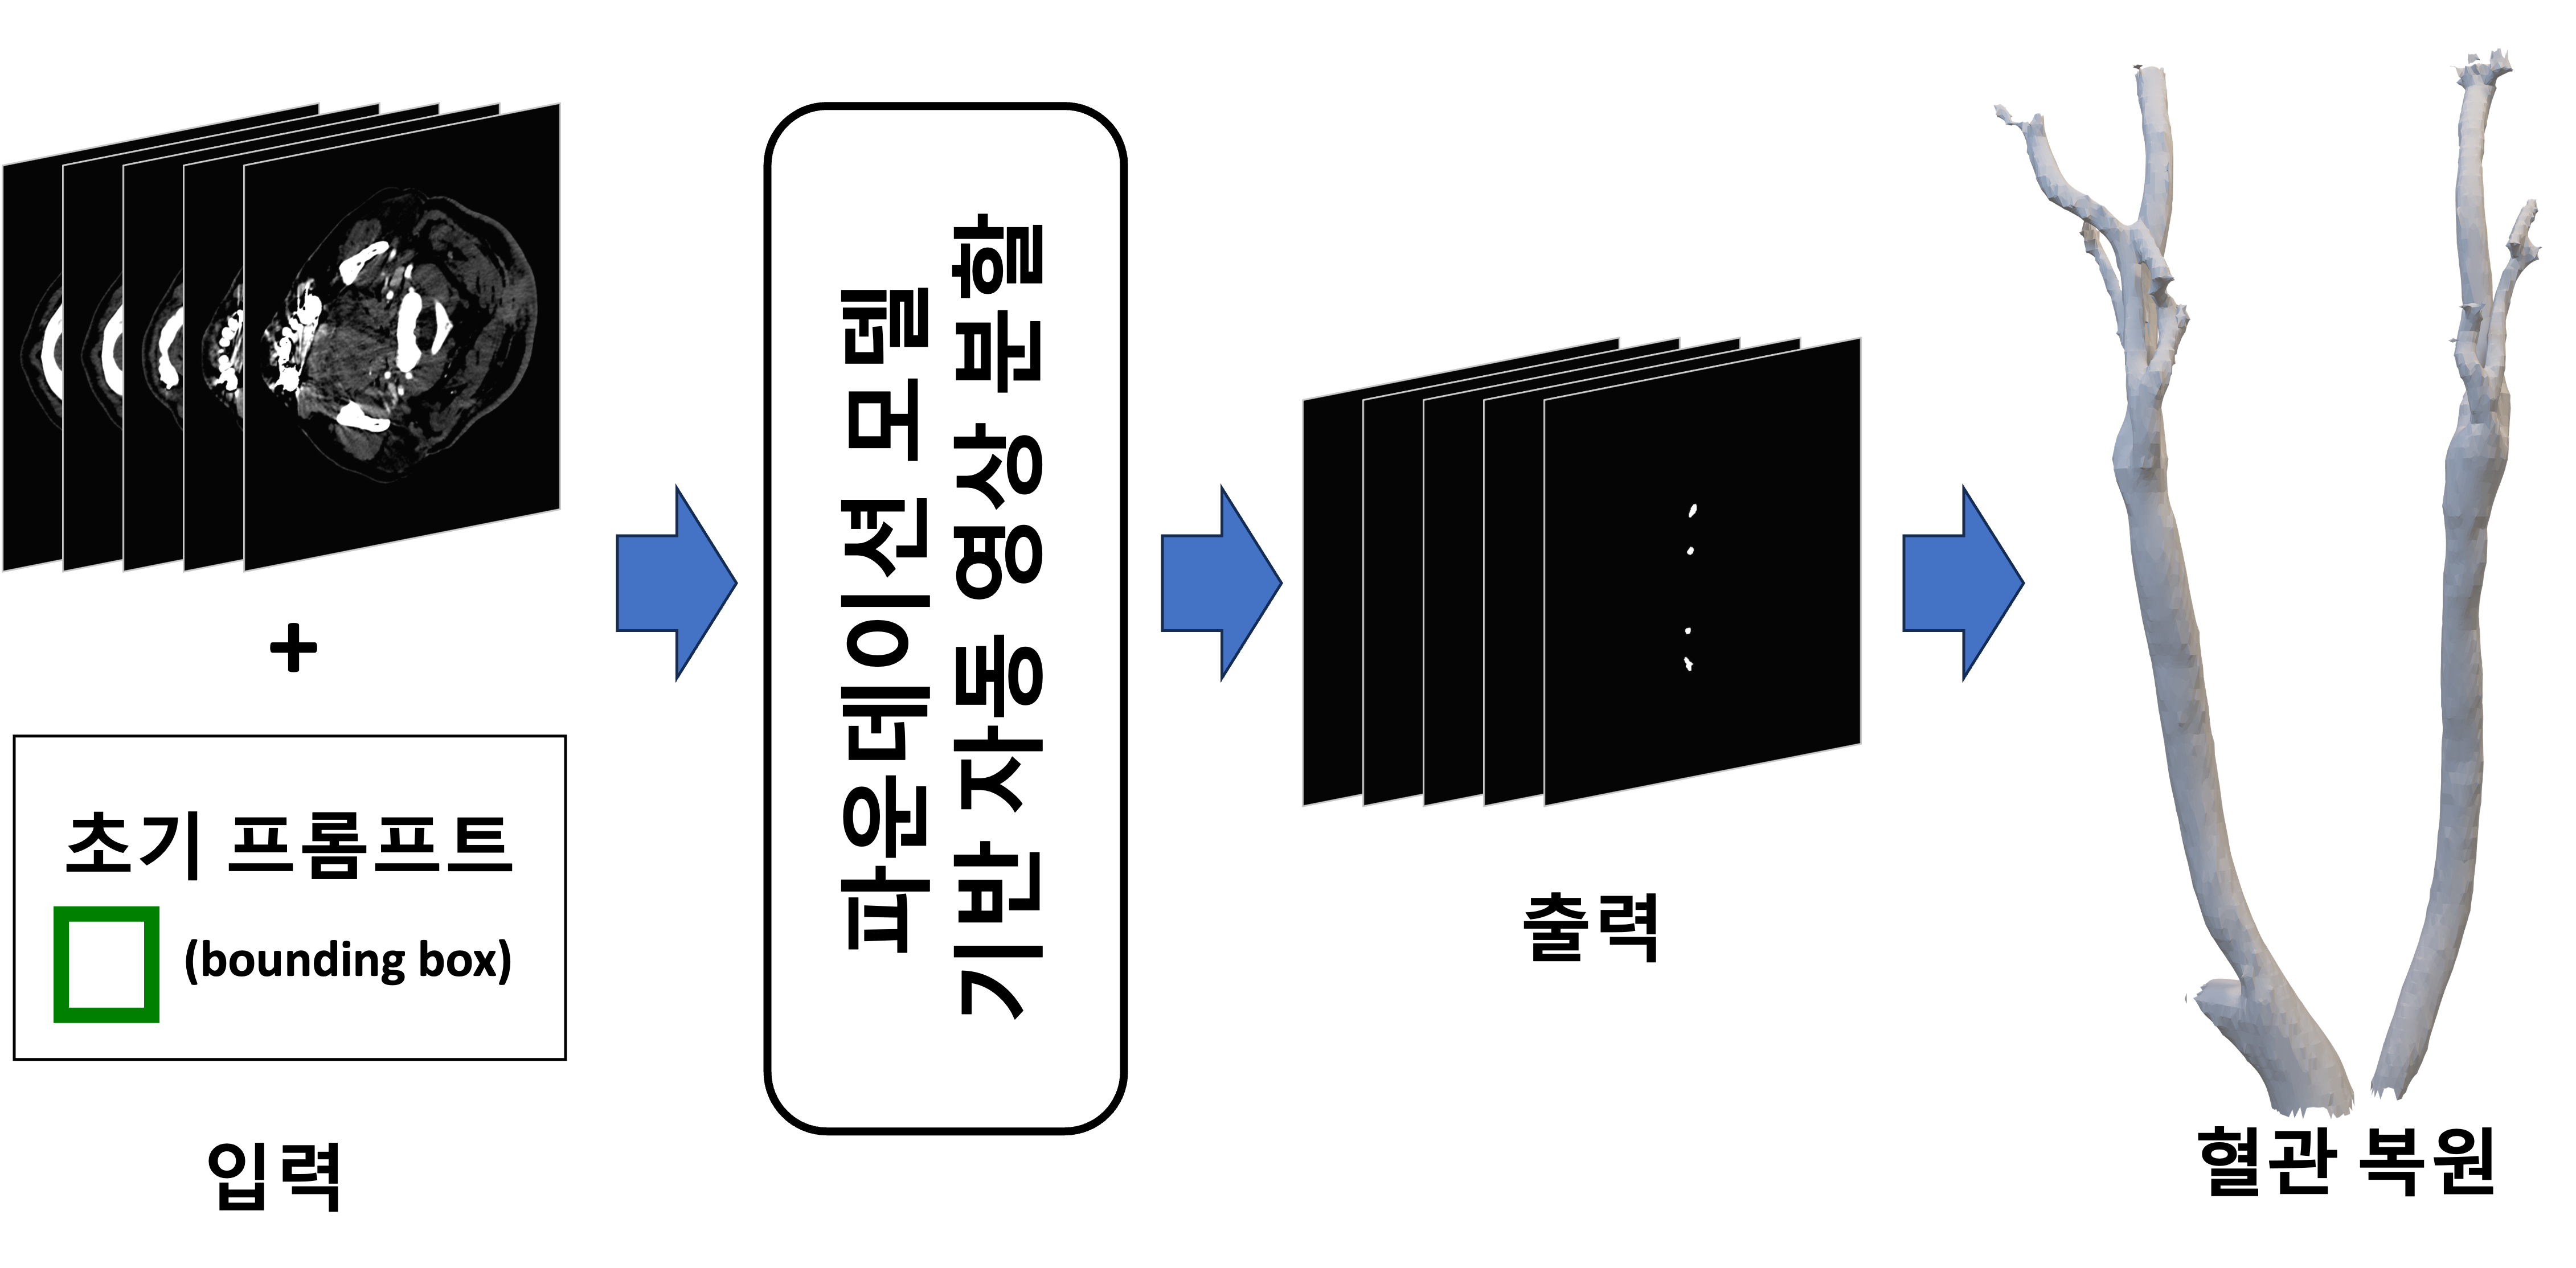 +
초기 프롬프트
(bounding box)
입력
파운데이션 모델
기반 자동 영상 분할
출력
혈관 복원